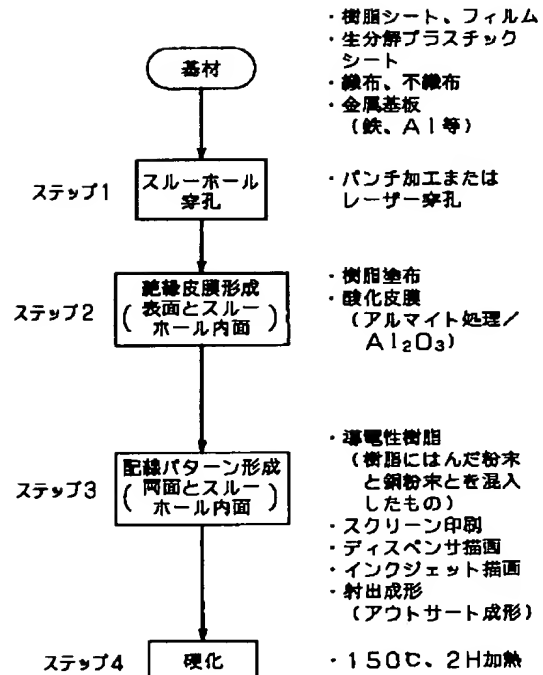 基材
・樹脂シート、フィルム
・生分解プラスチック
シート
・織布、不織布
・金属基板
（鉄、Al等）
ステップ1
スルーホール
穿孔
・パンチ加工または
レーザー穿孔
ステップ2
絶縁皮膜形成
（表面とスルー
ホール内面）
・樹脂塗布
・酸化皮膜
（アルマイト処理／
Al₂O₃）
ステップ3
配線パターン形成
（両面とスルー
ホール内面）
・導電性樹脂
（樹脂にはんだ粉末
と銅粉末とを混入
したもの）
・スクリーン印刷
・ディスペンサ描画
・インクジェット描画
・射出成形
（アウトサート成形）
ステップ4
硬化
・150℃、2H加熱